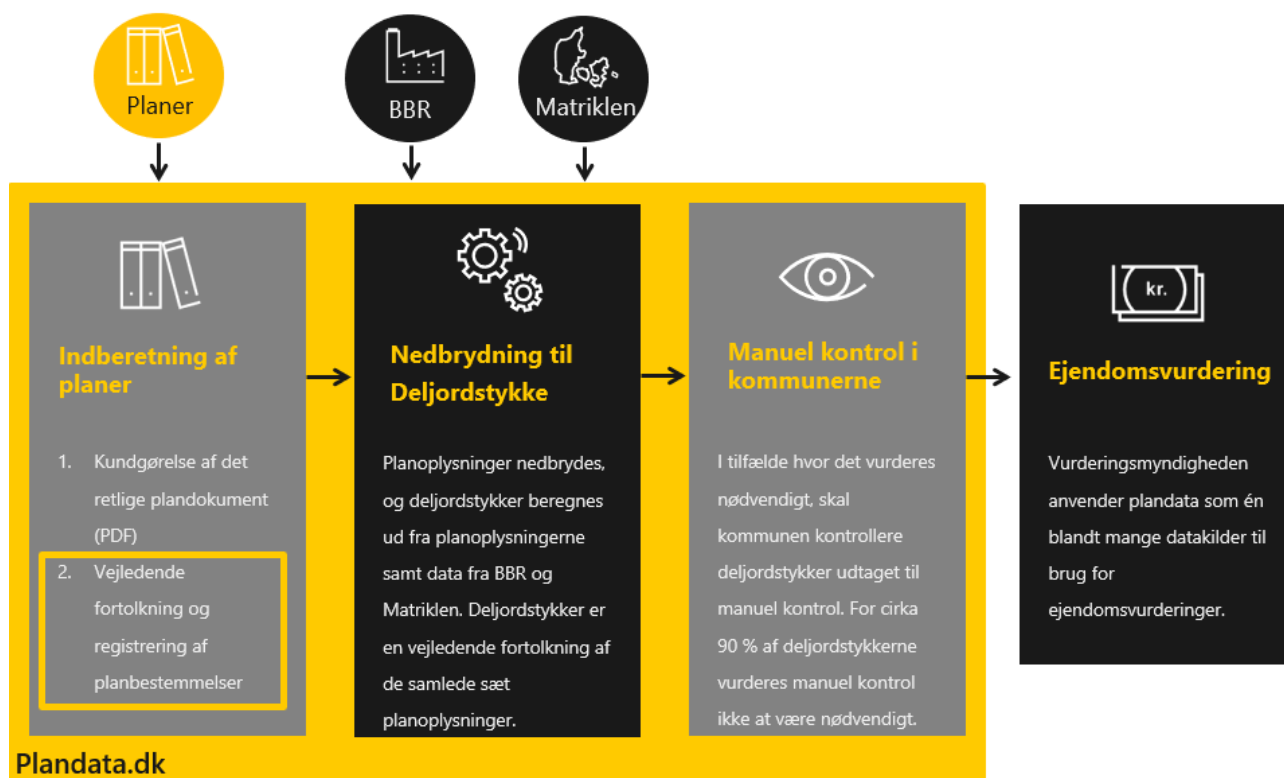 Planer
BBR
Matriklen
Indberetning af
planer
1. Kundgørelse af det
retlige plandokument
(PDF)
2. Vejledende
fortolkning og
registrering af
planbestemmelser
Nedbrydning til
Deljordstykke
Planoplysninger nedbrydes,
og deljordstykker beregnes
ud fra planoplysningerne
samt data fra BBR og
Matriklen. Deljordstykker er
en vejledende fortolkning af
de samlede sæt
planoplysninger.
Manuel kontrol i
kommunerne
I tilfælde hvor det vurderes
nødvendigt, skal
kommunen kontrollere
deljordstykker udtaget til
manuel kontrol. For cirka
90 % af deljordstykkerne
vurderes manuel kontrol
ikke at være nødvendigt.
kr.
Ejendomsvurdering
Vurderingsmyndigheden
anvender plandata som én
blandt mange datakilder til
brug for
ejendomsvurderinger.
Plandata.dk